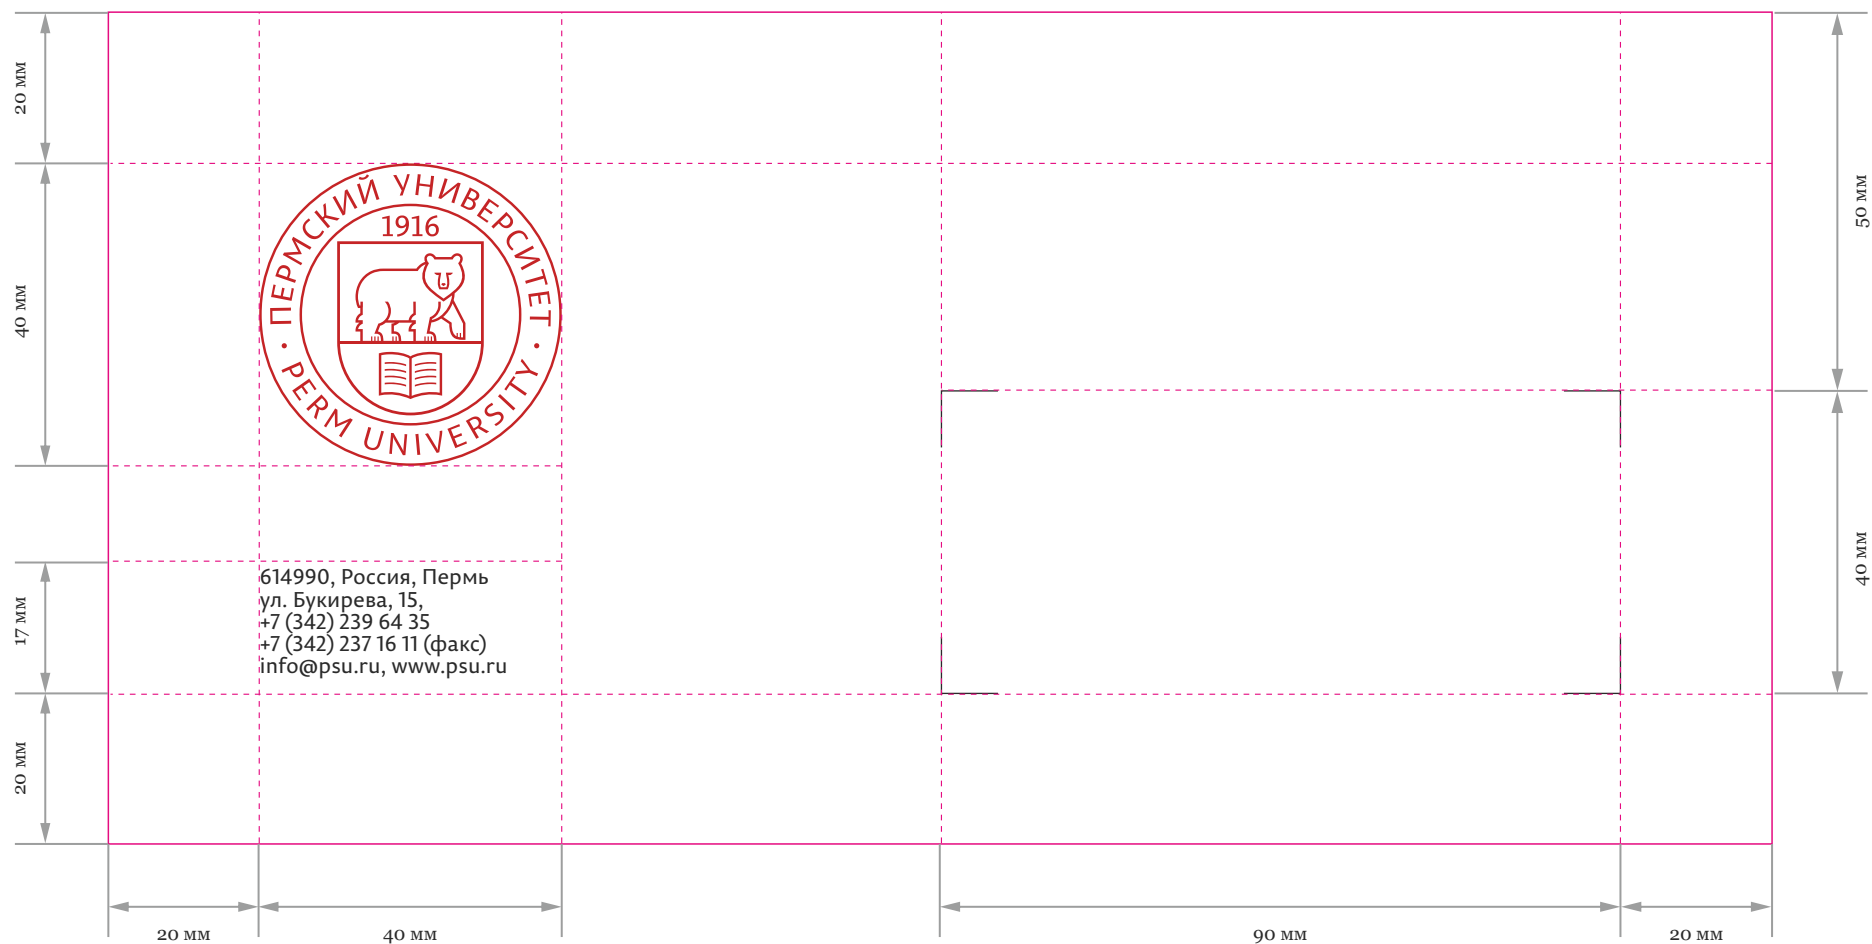 20 мм
40 мм
17 мм
20 мм
ПЕРМСКИЙ УНИВЕРСИТЕТ
1916
· PERM UNIVERSITY ·
614990, Россия, Пермь
ул. Букирева, 15,
+7 (342) 239 64 35
+7 (342) 237 16 11 (факс)
info@psu.ru, www.psu.ru
50 мм
40 мм
20 мм
40 мм
90 мм
20 мм